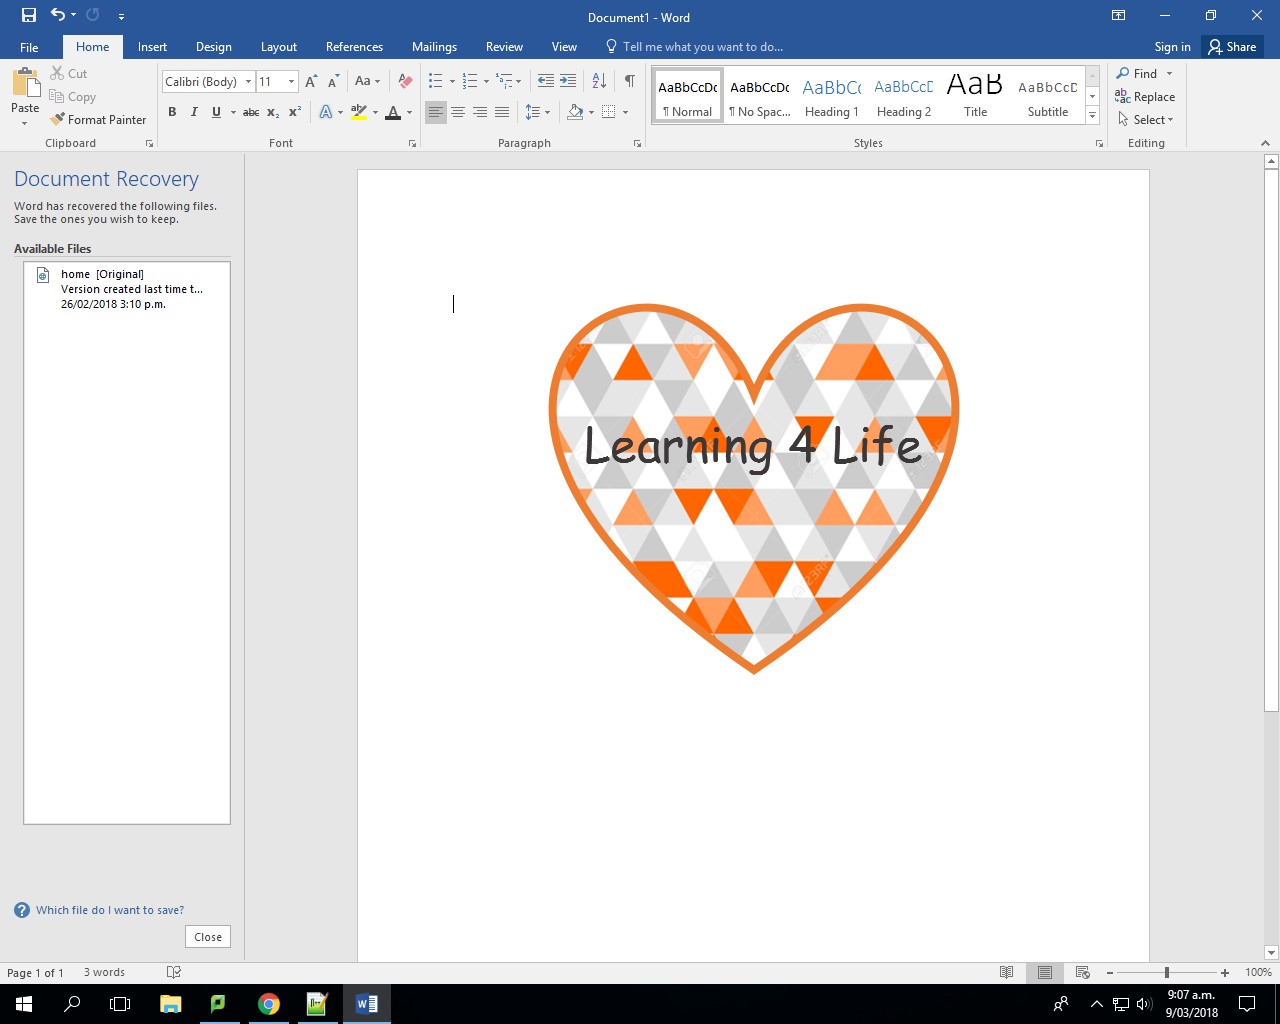 Document1 - Word
File Home Insert Design Layout References Mailings Review View Tell me what you want to do... Sign in Share
Paste
Cut
Copy
Format Painter
Clipboard
Calibri (Body) 11
Aa
B I U abc x₂ x²
A A
Font
Paragraph
AaBbCcDc AaBbCcDc AaBbCc AaBbCcD AaB AaBbCcD
¶ Normal ¶ No Spac... Heading 1 Heading 2 Title Subtitle
Styles
Find
Replace
Select
Editing
Document Recovery
Word has recovered the following files.
Save the ones you wish to keep.
Available Files
home [Original]
Version created last time t...
26/02/2018 3:10 p.m.
Which file do I want to save?
Close
Learning 4 Life
Page 1 of 1 3 words
100%
9:07 a.m.
9/03/2018